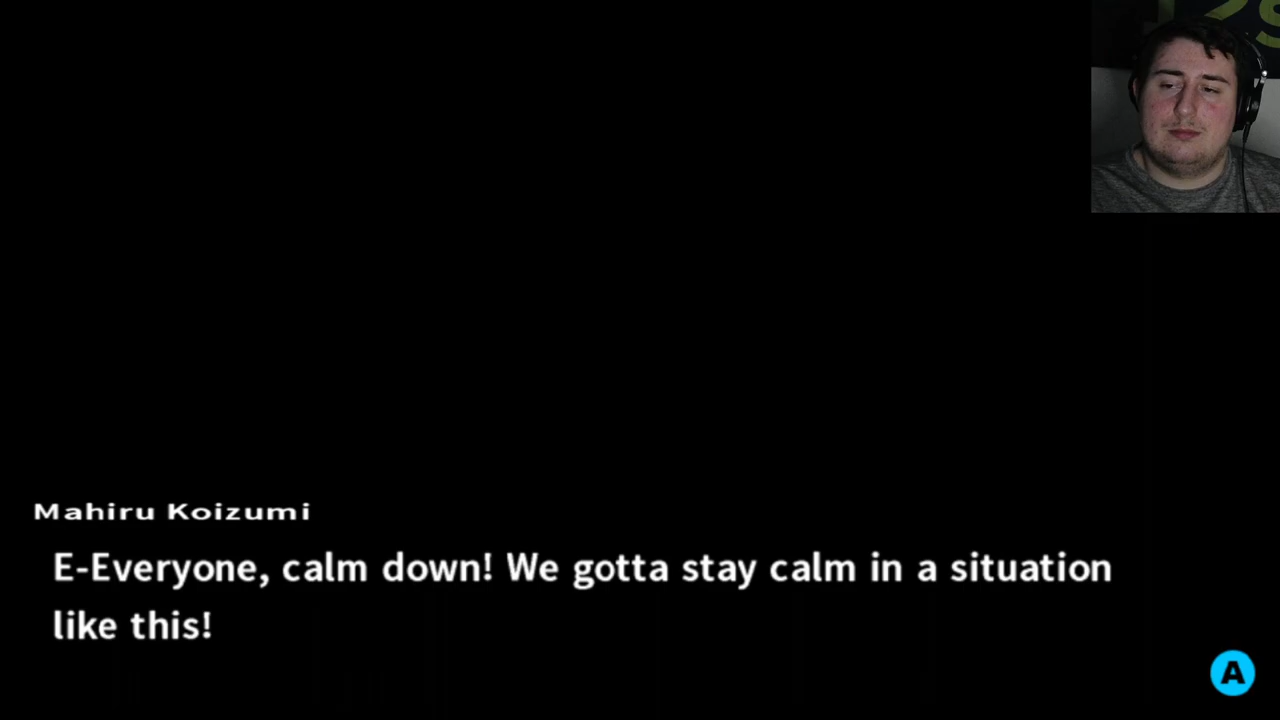 Mahiru Koizumi
E-Everyone, calm down! We gotta stay calm in a situation
like this!
A